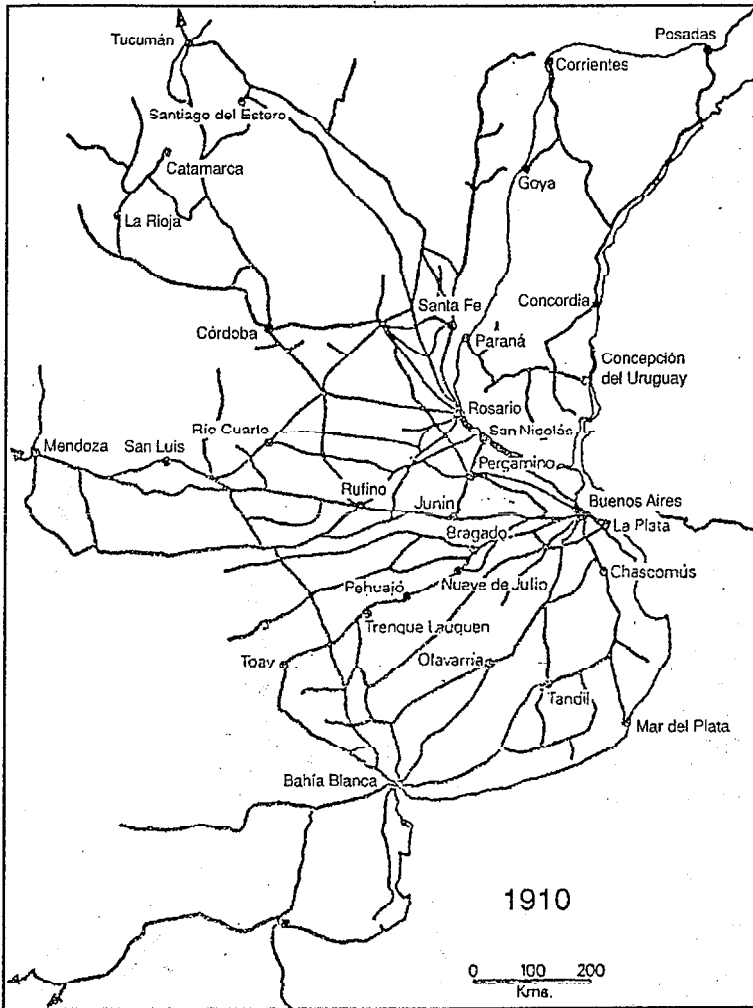 Tucumán
Posadas
Corrientes
Santiago del Estero
Catamarca
Goya
La Rioja
Santa Fe
Concordia
Córdoba
Paraná
Concepción
del Uruguay
Rosario
Río Cuarto
San Nicolás
Mendoza
San Luis
Pergamino
Rufino
Junín
Buenos Aires
La Plata
Bragado
Chascomús
Pehuajó
Nueve de Julio
Trenque Lauquen
Toay
Olavarría
Tandil
Mar del Plata
Bahía Blanca
1910
0 100 200
Kms.